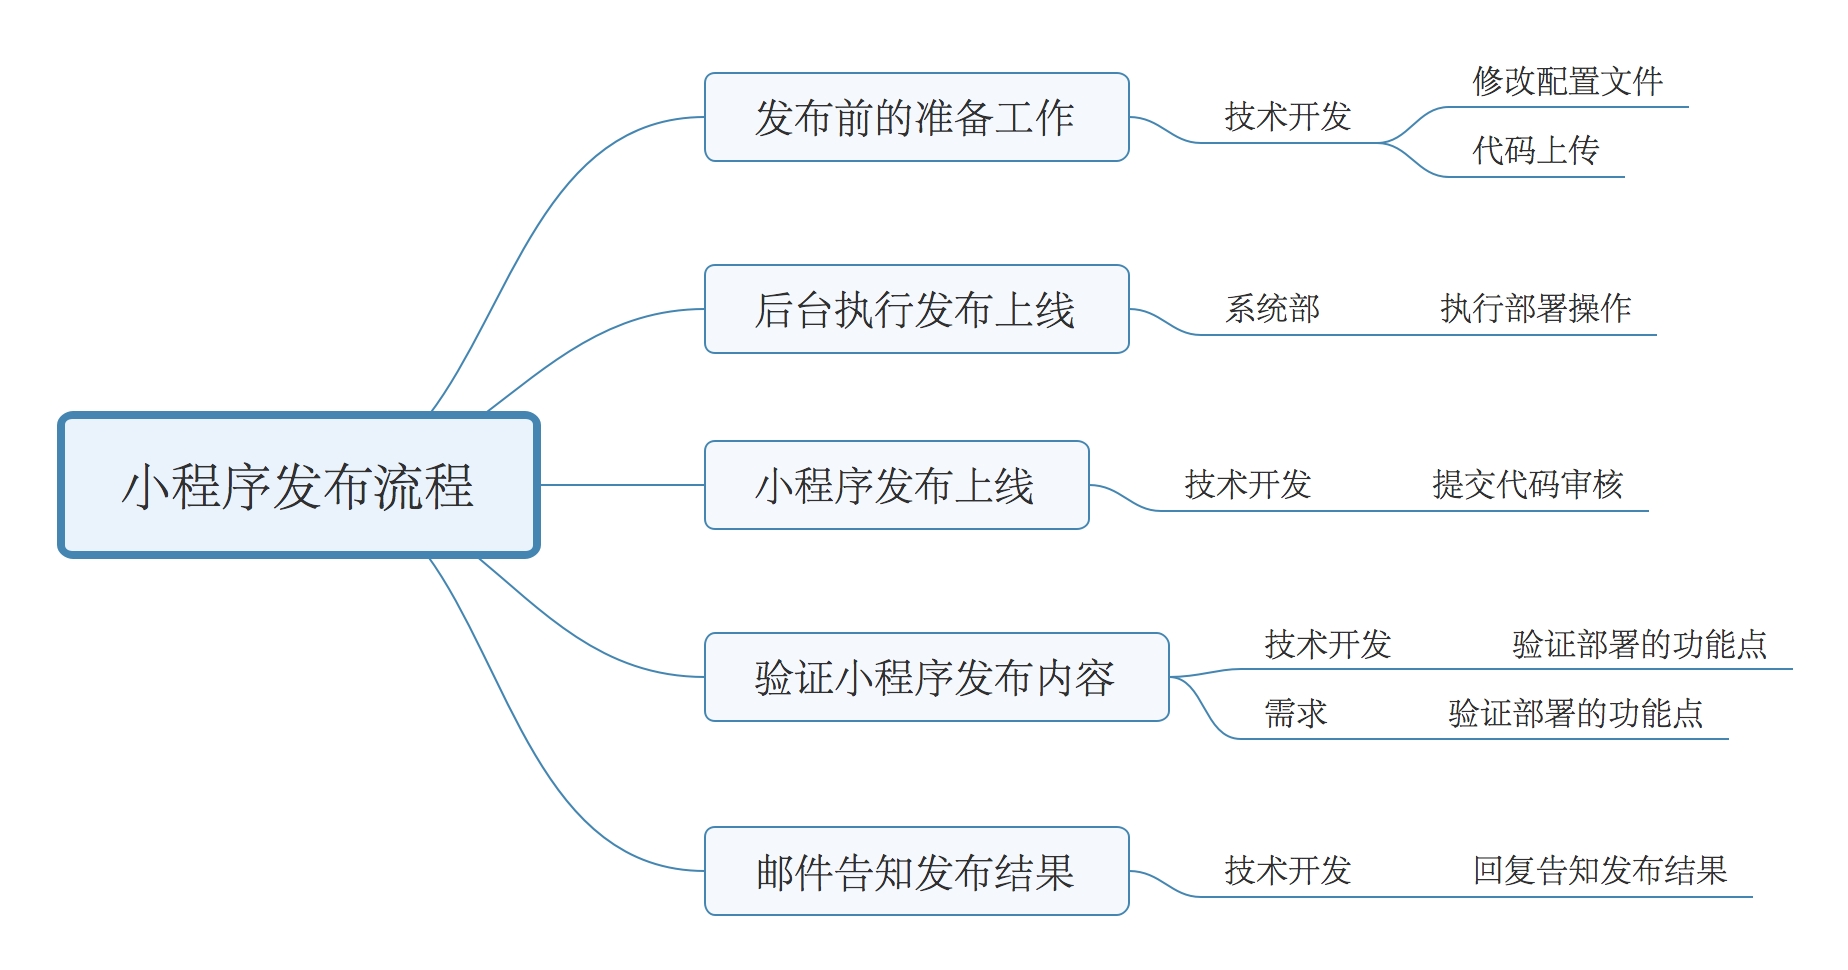 小程序发布流程
发布前的准备工作
技术开发
修改配置文件
代码上传
后台执行发布上线
系统部
执行部署操作
小程序发布上线
技术开发
提交代码审核
验证小程序发布内容
技术开发
验证部署的功能点
需求
验证部署的功能点
邮件告知发布结果
技术开发
回复告知发布结果